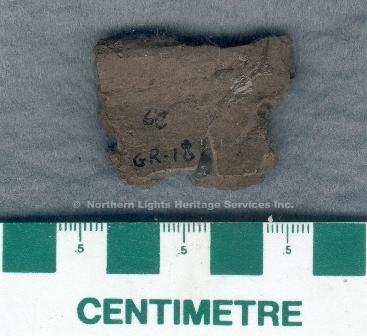 6C
GR-18
© Northern Lights Heritage Services Inc.
.5 .5 .5
CENTIMETRE